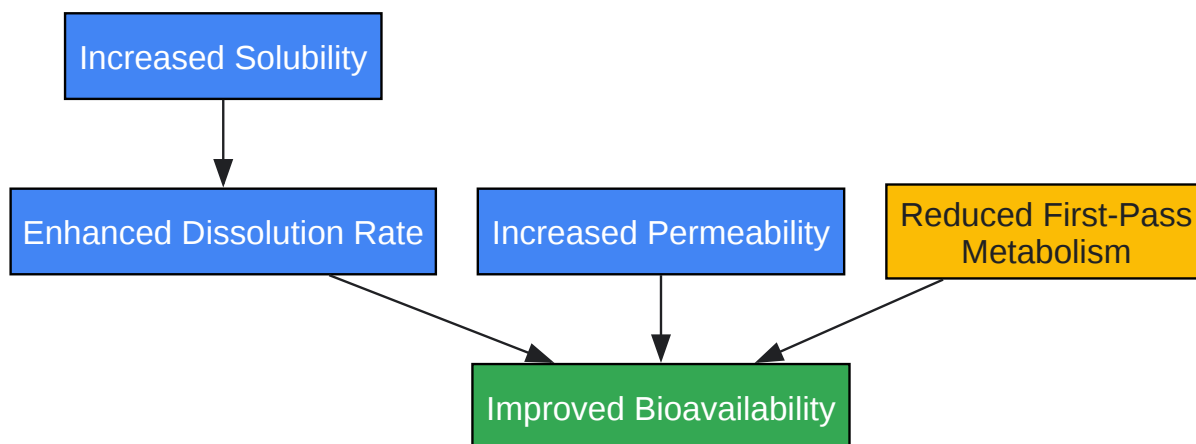 Increased Solubility
Enhanced Dissolution Rate
Increased Permeability
Reduced First-Pass
Metabolism
Improved Bioavailability